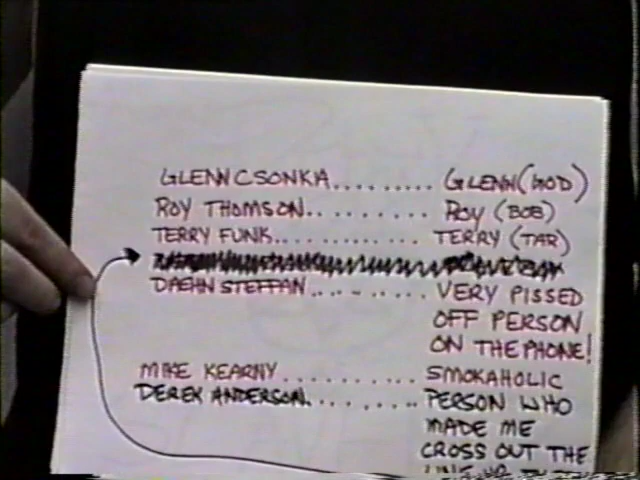 GLENN CSONKA......... GLENN (GOD)
ROY THOMSON......... ROY (BOB)
TERRY FUNK............. TERRY (TAR)
DAEHN STEFFAN.......... VERY PISSED
OFF PERSON
ON THE PHONE!
MIKE KEARNY.......... SMOKAHOLIC
DEREK ANDERSON........ PERSON WHO
MADE ME
CROSS OUT THE